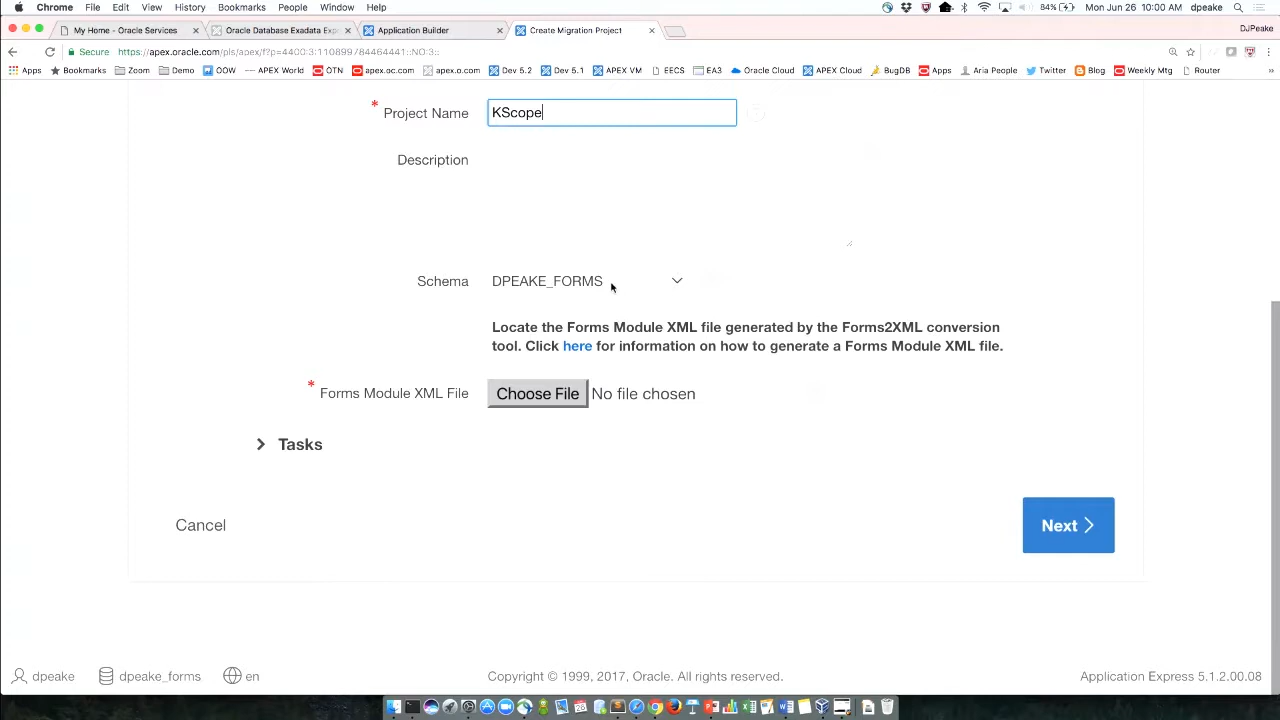 Chrome File Edit View History Bookmarks People Window Help 84% Mon Jun 26 10:00 AM dpeake
My Home - Oracle Services Oracle Database Exadata Exp Application Builder Create Migration Project DJPeake
Secure https://apex.oracle.com/pls/apex/f?p=4400:3:110899784464441::NO:3::
Apps Bookmarks Zoom Demo OOW APEX World OTN apex.oc.com apex.o.com Dev 5.2 Dev 5.1 APEX VM EECS EA3 Oracle Cloud APEX Cloud BugDB Apps Aria People Twitter Blog Weekly Mtg Router »
* Project Name KScope
Description
Schema DPEAKE_FORMS
Locate the Forms Module XML file generated by the Forms2XML conversion
tool. Click here for information on how to generate a Forms Module XML file.
* Forms Module XML File Choose File No file chosen
Tasks
Cancel Next
dpeake dpeake_forms en Copyright © 1999, 2017, Oracle. All rights reserved. Application Express 5.1.2.00.08